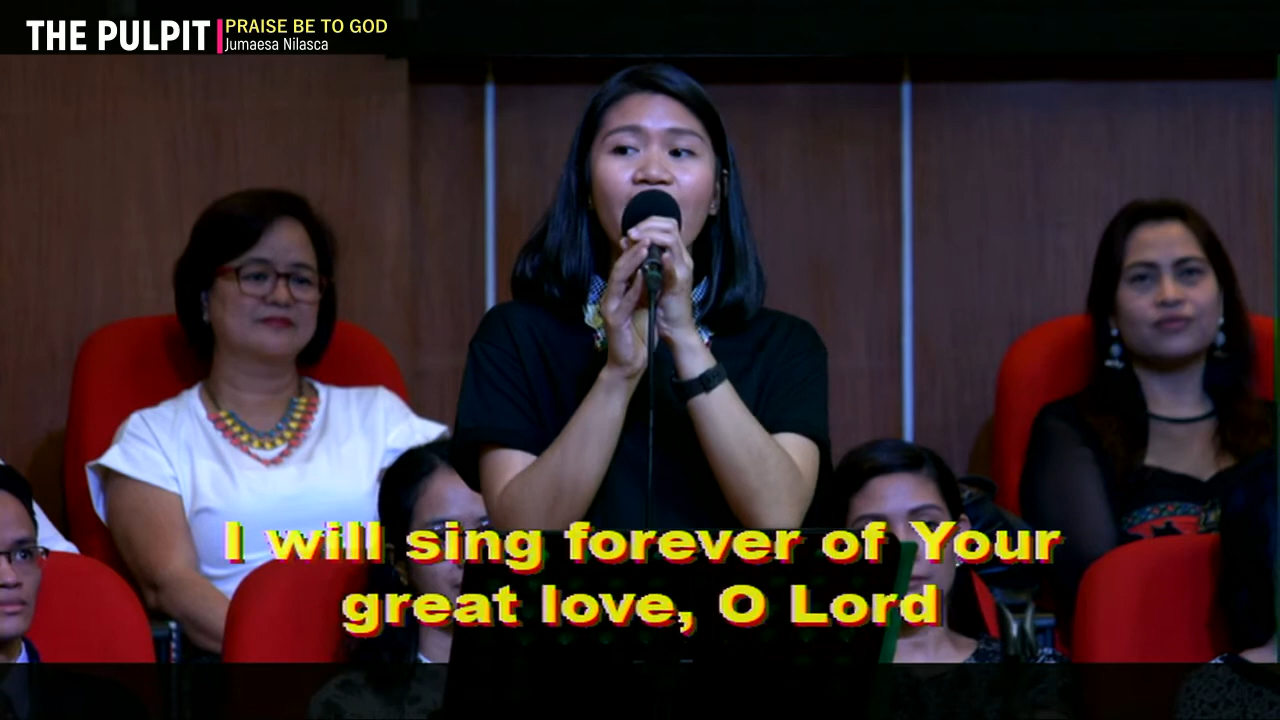 THE PULPIT
PRAISE BE TO GOD
Jumaesa Nilasca
I will sing forever of Your
great love, O Lord